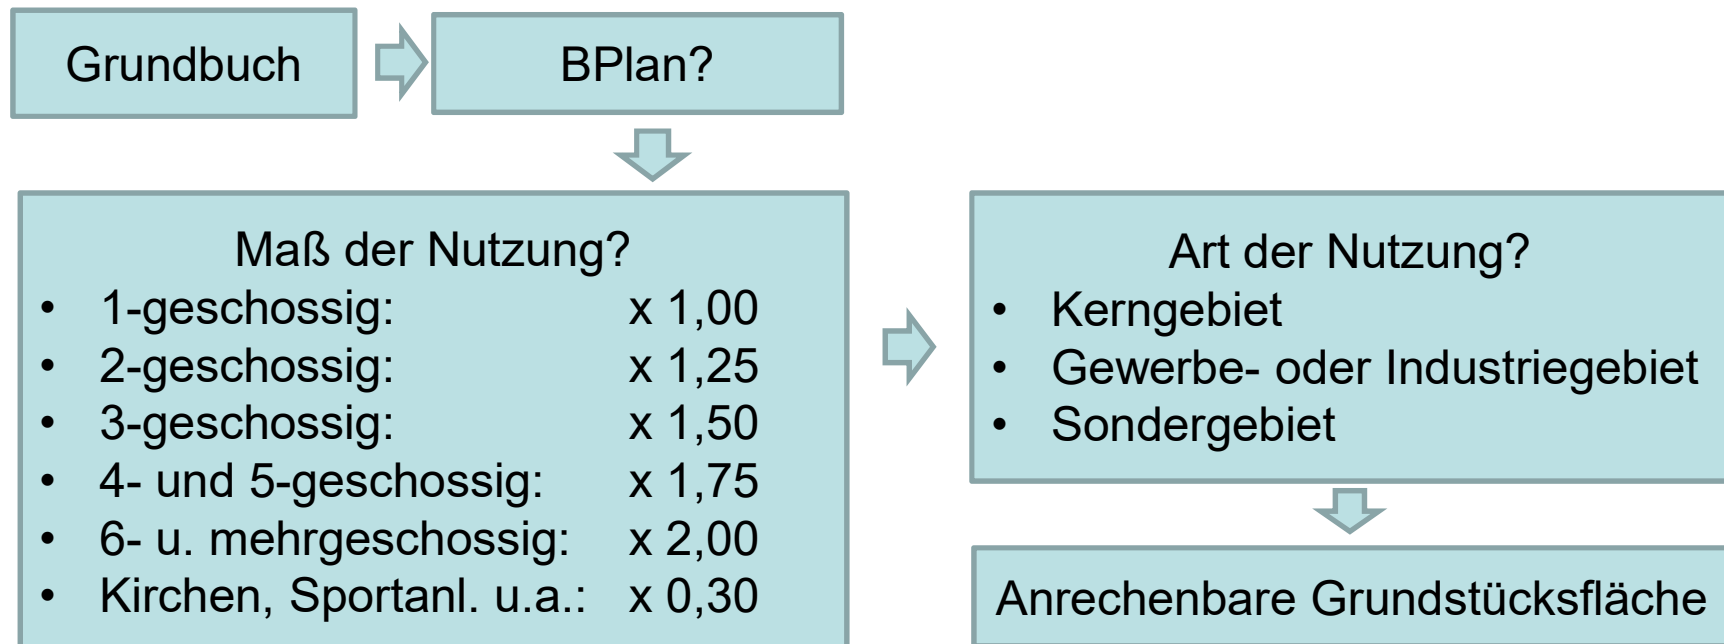 Grundbuch
BPlan?
Maß der Nutzung?
• 1-geschossig: x 1,00
• 2-geschossig: x 1,25
• 3-geschossig: x 1,50
• 4- und 5-geschossig: x 1,75
• 6- u. mehrgeschossig: x 2,00
• Kirchen, Sportanl. u.a.: x 0,30
Art der Nutzung?
• Kerngebiet
• Gewerbe- oder Industriegebiet
• Sondergebiet
Anrechenbare Grundstücksfläche